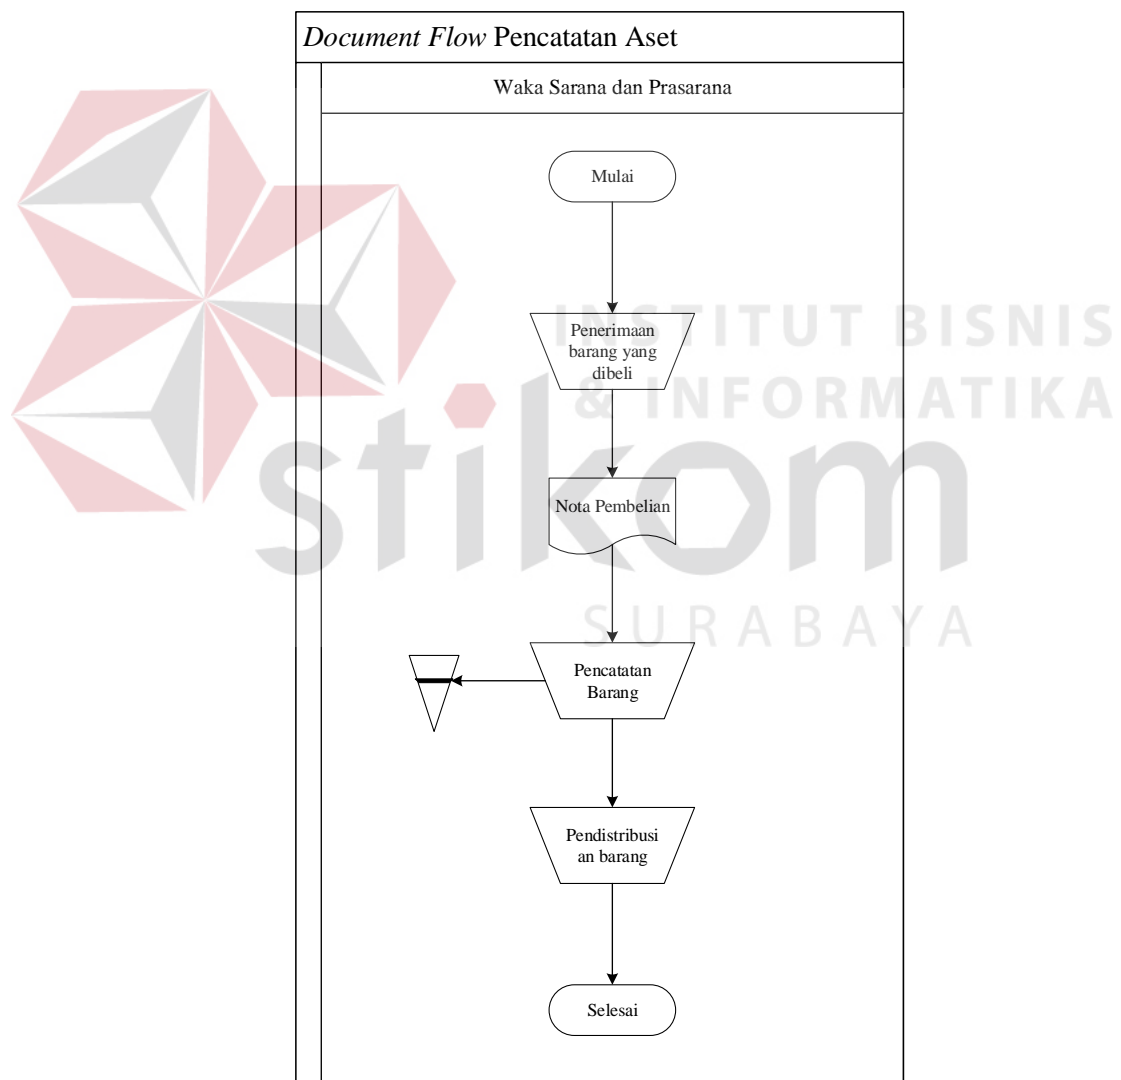 Document Flow Pencatatan Aset
Waka Sarana dan Prasarana
Mulai
Penerimaan
barang yang
dibeli
INSTITUT BISNIS
& INFORMATIKA
stikom
Nota Pembelian
SURABAYA
Pencatatan
Barang
Pendistribusi
an barang
Selesai